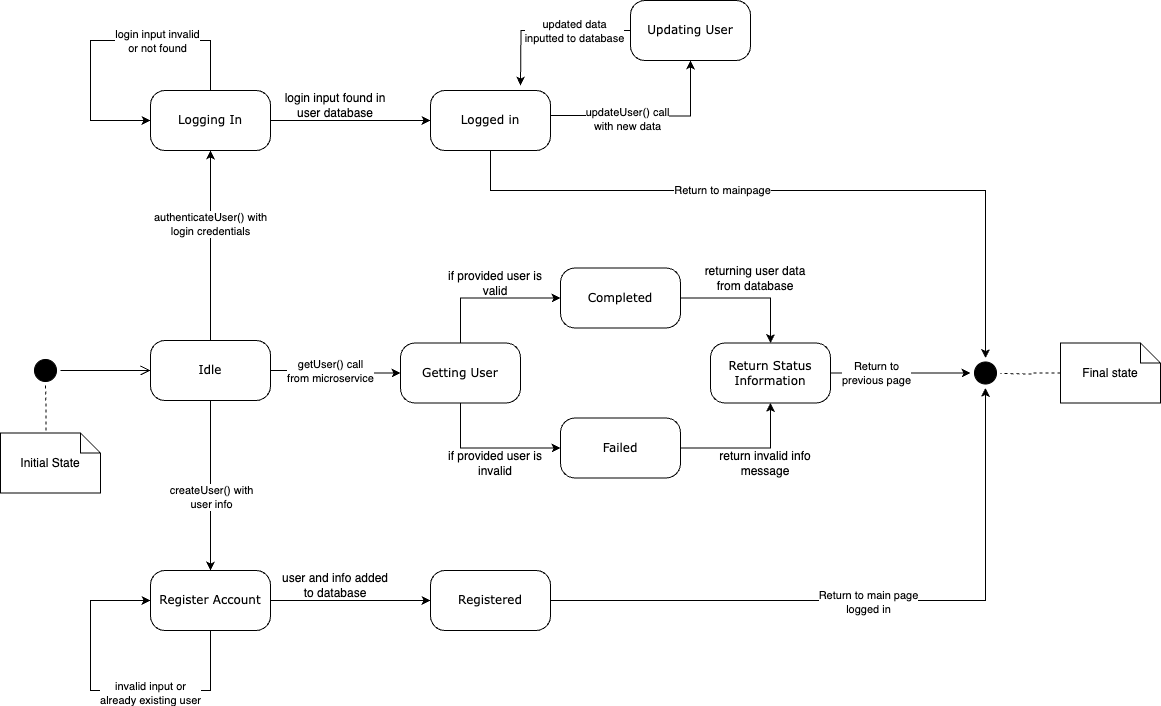 updated data
inputted to database
Updating User
login input invalid
or not found
login input found in
user database
Logging In
Logged in
updateUser() call
with new data
Return to mainpage
authenticateUser() with
login credentials
if provided user is
valid
Completed
returning user data
from database
Idle
getUser() call
from microservice
Getting User
Return Status
Information
Return to
previous page
Final state
Initial State
if provided user is
invalid
Failed
return invalid info
message
createUser() with
user info
Register Account
user and info added
to database
Registered
Return to main page
logged in
invalid input or
already existing user